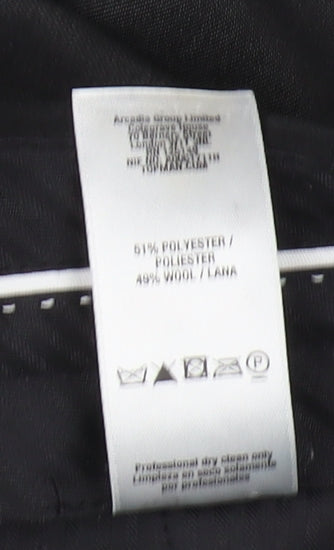 Arcadia Group Limited
Colegrave House
TOPMAN.COM
51% POLYESTER /
POLIESTER
49% WOOL / LANA
P
Professional dry clean only
Limpieza en seco solamente
por profesionales